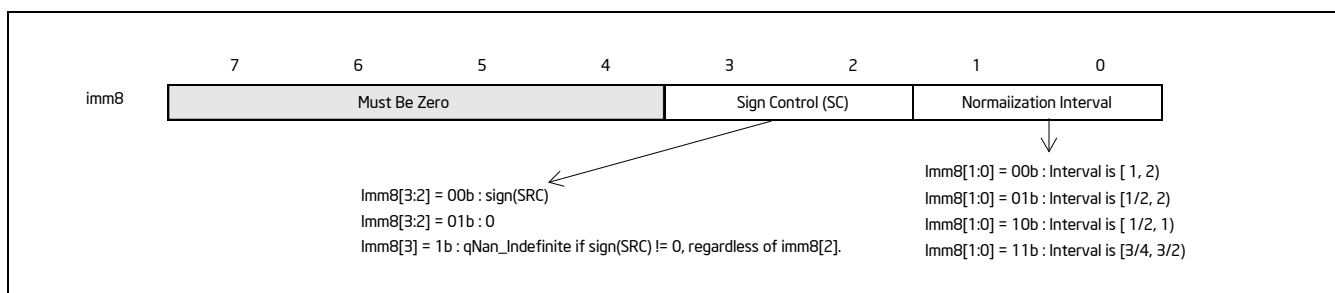 7 6 5 4 3 2 1 0
imm8 Must Be Zero Sign Control (SC) Normaiization Interval
Imm8[3:2] = 00b : sign(SRC)
Imm8[3:2] = 01b : 0
Imm8[3] = 1b : qNan_Indefinite if sign(SRC) != 0, regardless of imm8[2].
Imm8[1:0] = 00b : Interval is [ 1, 2)
Imm8[1:0] = 01b : Interval is [1/2, 2)
Imm8[1:0] = 10b : Interval is [ 1/2, 1)
Imm8[1:0] = 11b : Interval is [3/4, 3/2)